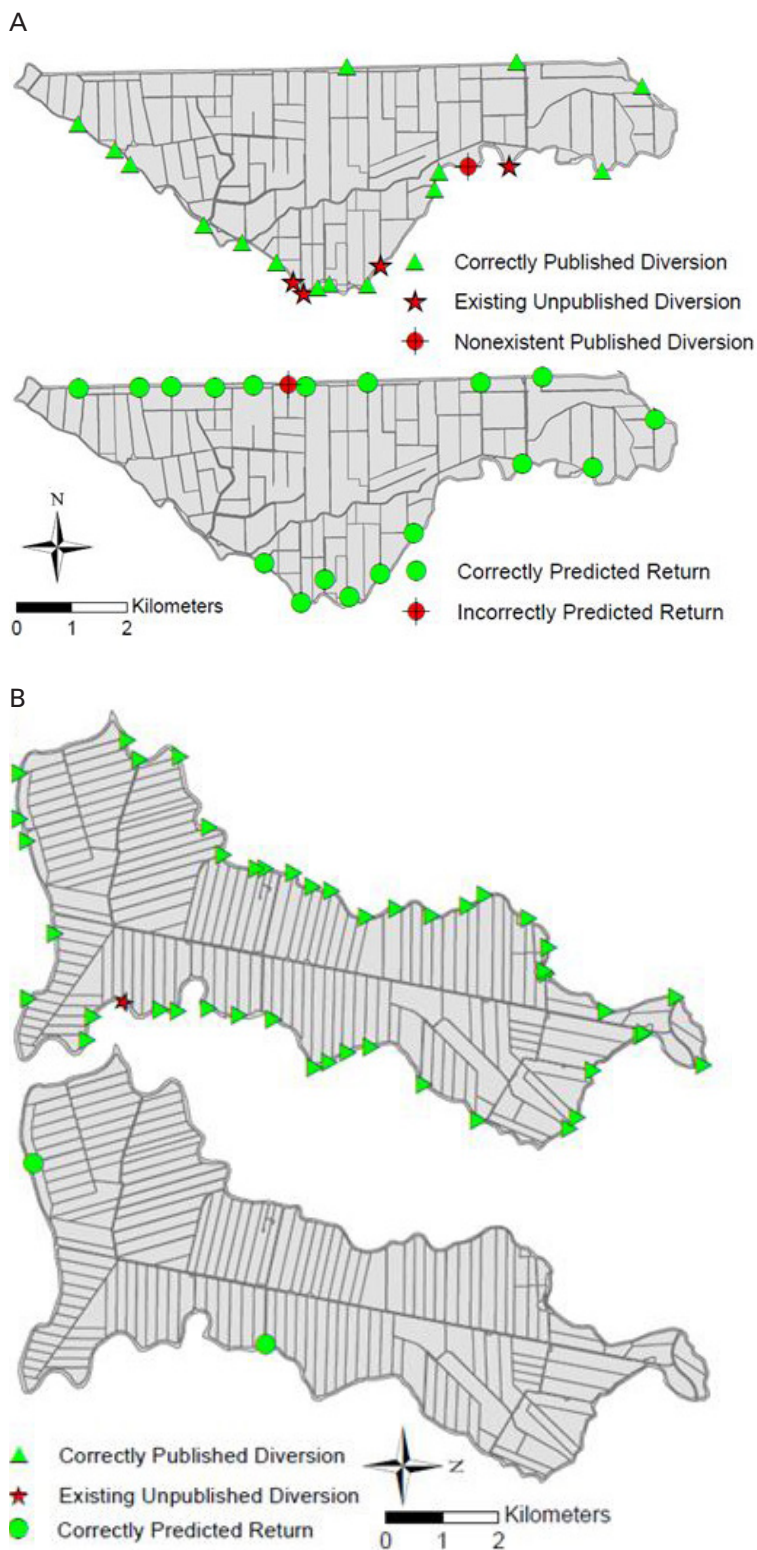 A
Correctly Published Diversion
Existing Unpublished Diversion
Nonexistent Published Diversion
N
Kilometers
0 1 2
Correctly Predicted Return
Incorrectly Predicted Return
B
Correctly Published Diversion
Existing Unpublished Diversion
Correctly Predicted Return
N
Kilometers
0 1 2